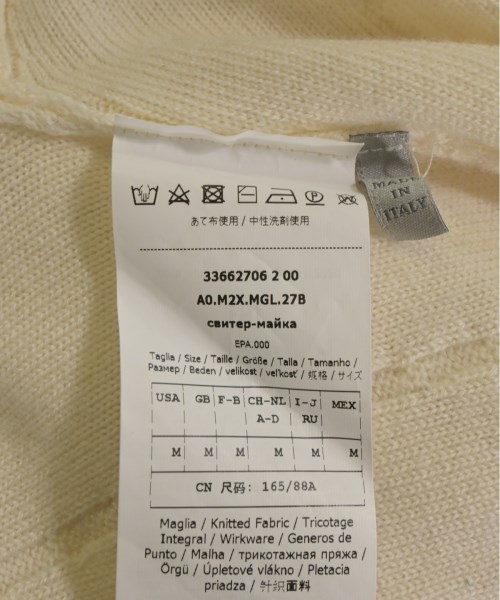 MADE
IN
ITALY
あて布使用 / 中性洗剤使用
33662706 2 00
A0.M2X.MGL.27B
свитер-майка
EPA.000
Taglia / Size / Taille / Größe / Talla / Tamanho /
Размер / Beden / velikost / veľkosť / 规格 / サイズ
USA GB F-B CH-NL I-J MEX
A-D RU
M M M M M M
CN 尺码: 165/88A
Maglia / Knitted Fabric / Tricotage
Integral / Wirkware / Generos de
Punto / Malha / трикотажная пряжа /
Örgü / Úpletové vlákno / Pletacia
priadza / 针织面料